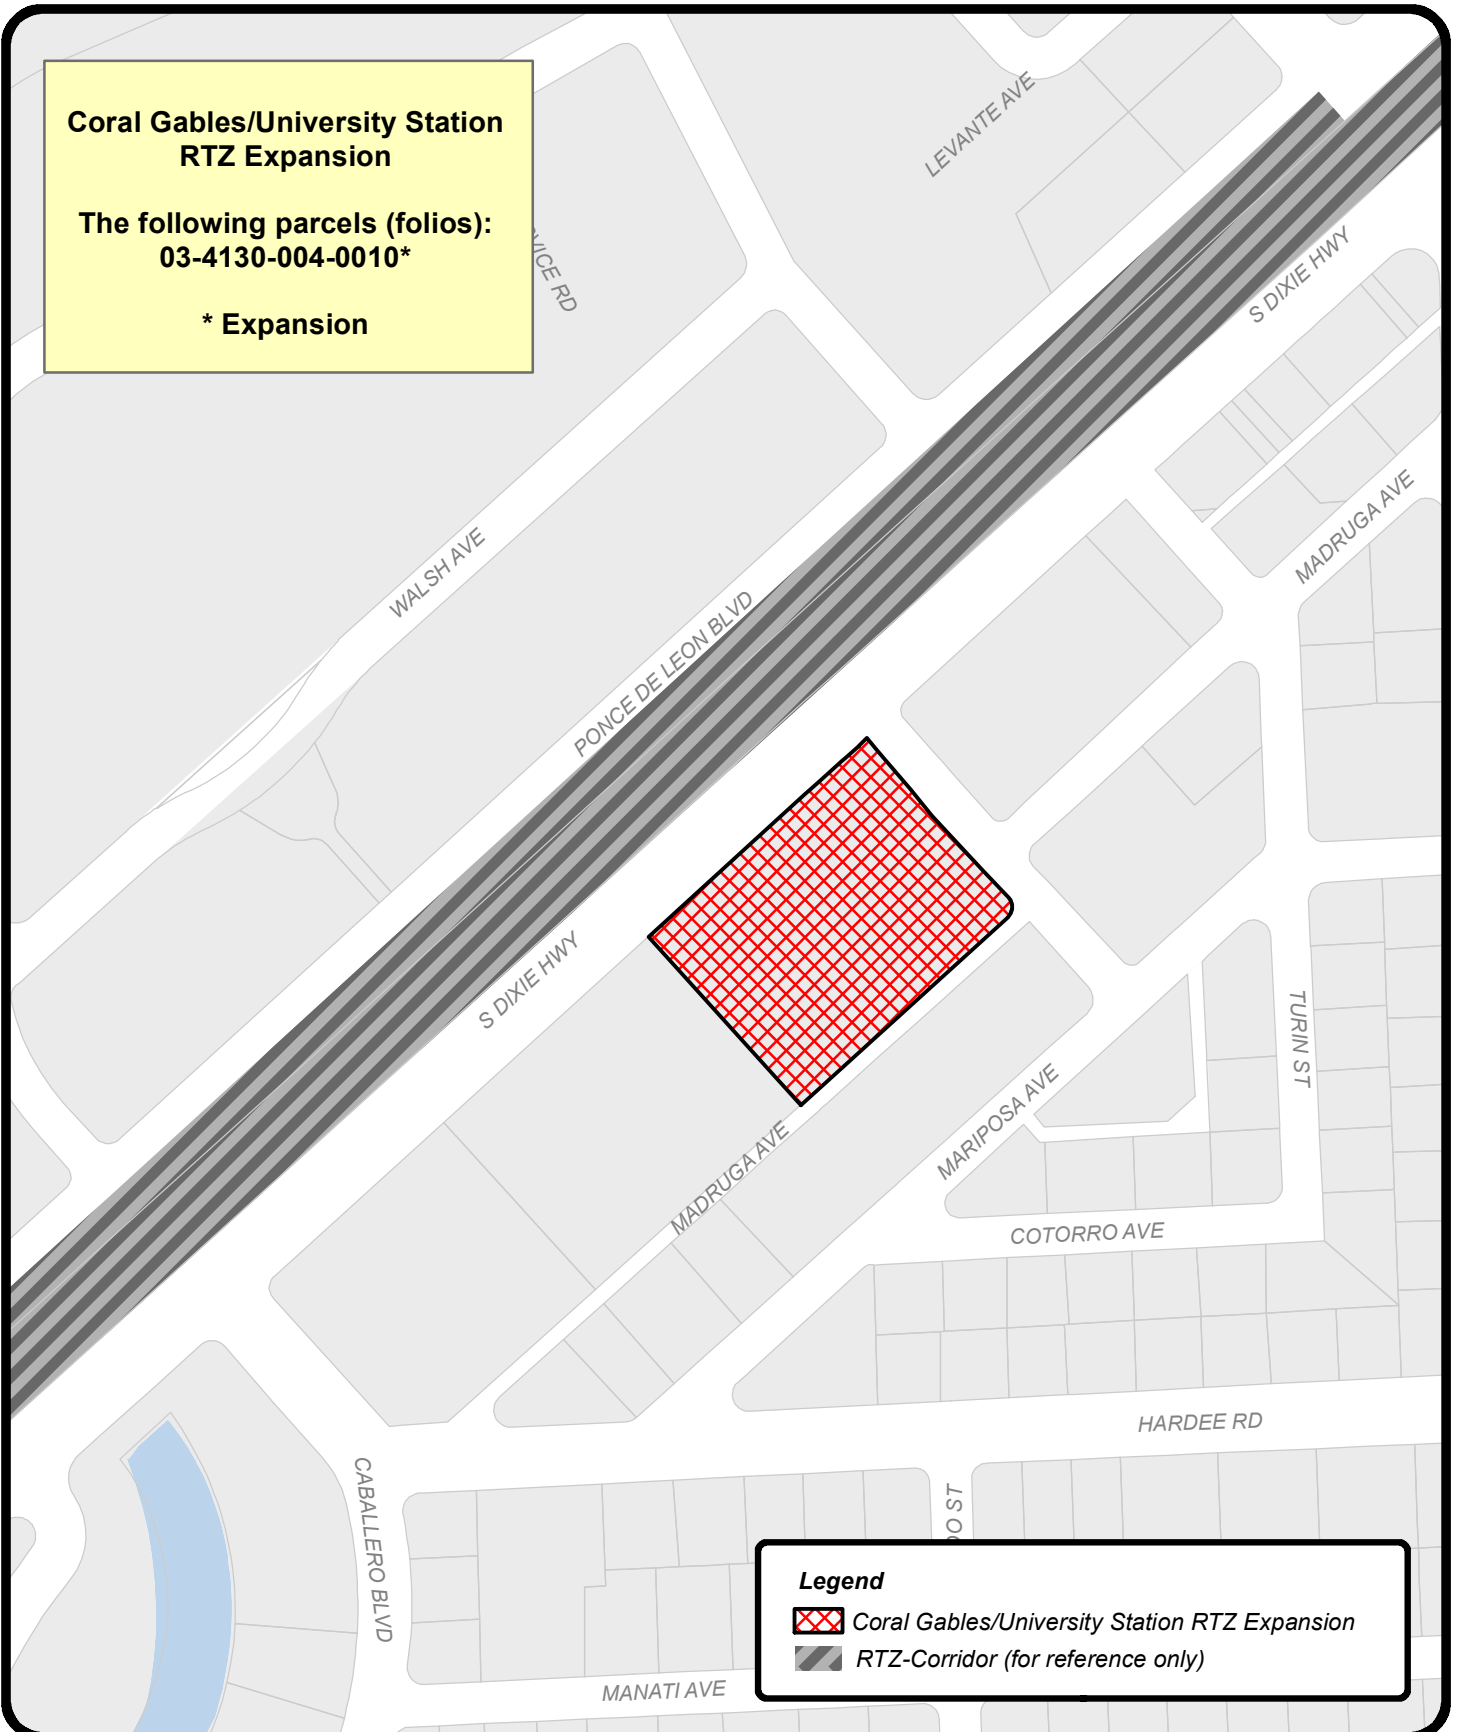 Coral Gables/University Station
RTZ Expansion
The following parcels (folios):
03-4130-004-0010*
* Expansion
RD
LEVANTE AVE
S DIXIE HWY
MADRUGA AVE
WALSH AVE
PONCE DE LEON BLVD
S DIXIE HWY
TURIN ST
MARIPOSA AVE
MADRUGA AVE
COTORRO AVE
HARDEE RD
CABALLERO BLVD
ST
MANATI AVE
Legend
Coral Gables/University Station RTZ Expansion
RTZ-Corridor (for reference only)